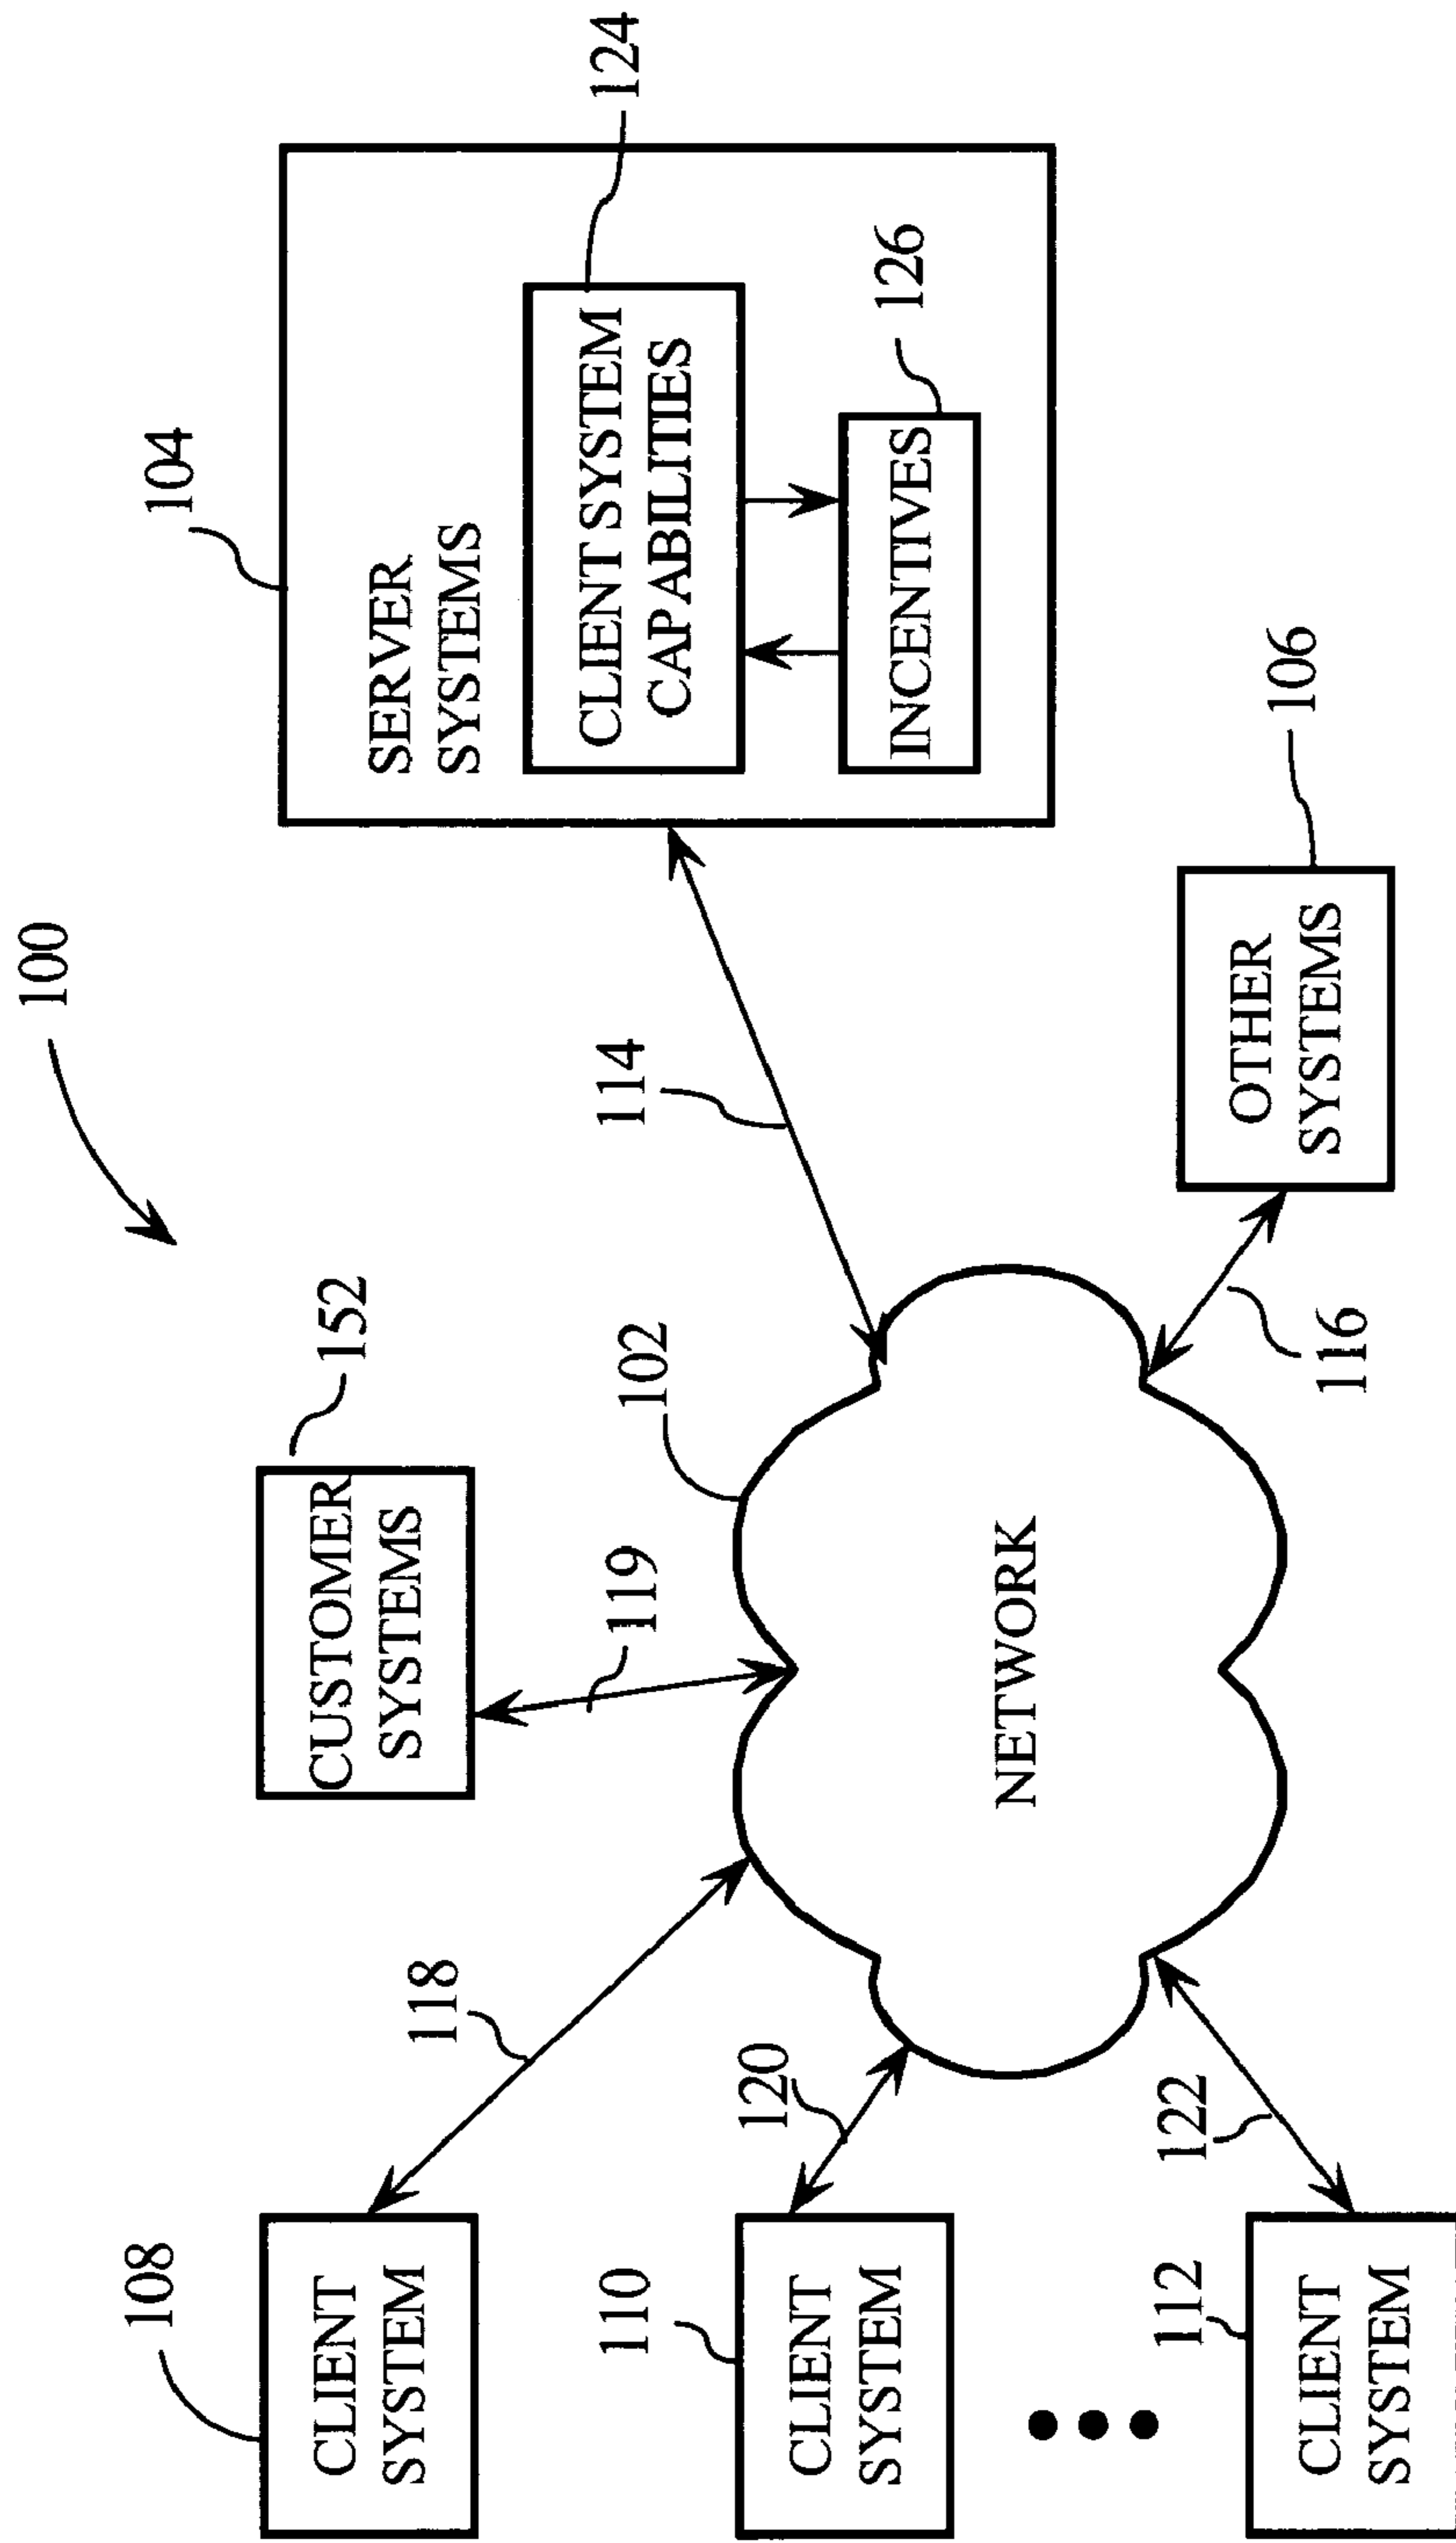 100
104
SERVER
SYSTEMS
CLIENT SYSTEM
CAPABILITIES
124
INCENTIVES
126
108
CLIENT
SYSTEM
118
CUSTOMER
SYSTEMS
152
119
102
114
110
CLIENT
SYSTEM
120
NETWORK
112
CLIENT
SYSTEM
122
116
OTHER
SYSTEMS
106